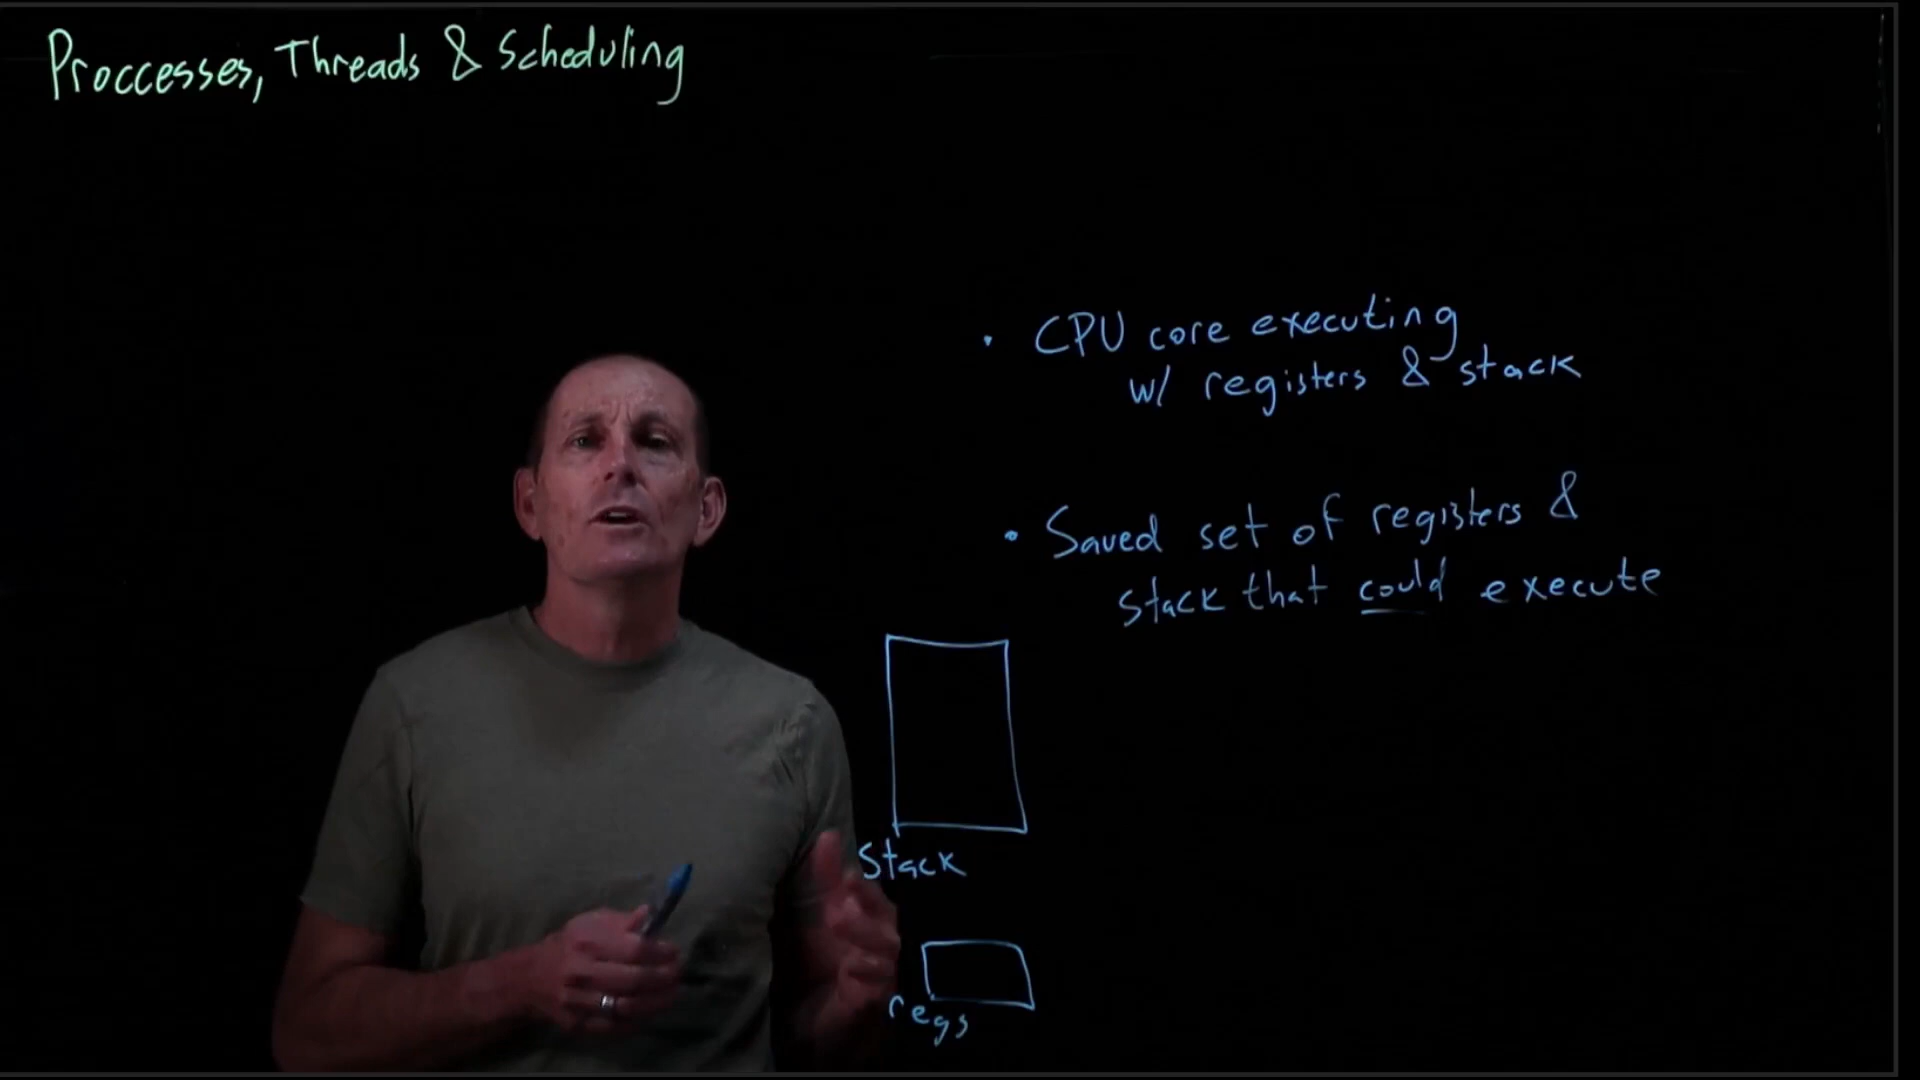 Proccesses, Threads & Scheduling
• CPU core executing
w/ registers & stack
• Saved set of registers &
stack that could execute
Stack
regs